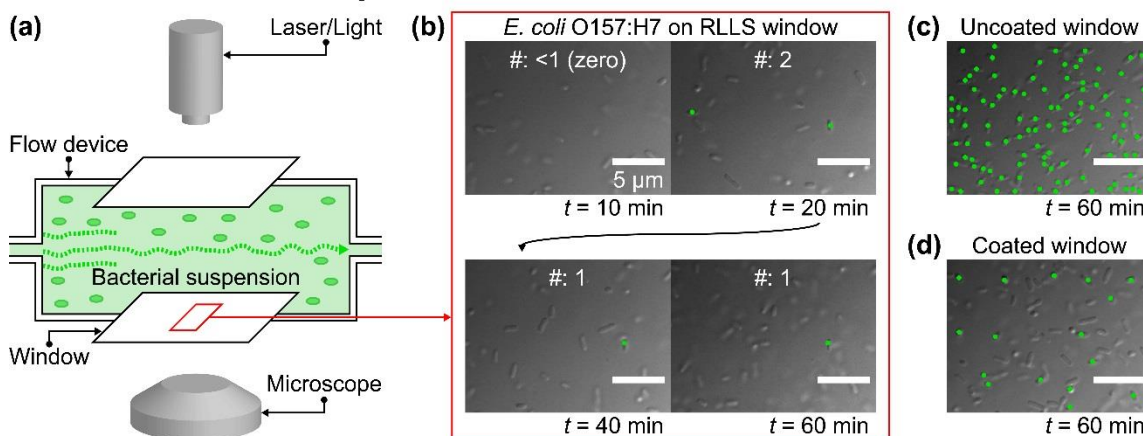 (a)
Laser/Light
Flow device
Bacterial suspension
Window
Microscope
(b)
E. coli O157:H7 on RLLS window
#: <1 (zero)
5 µm
t = 10 min
#: 2
t = 20 min
#: 1
t = 40 min
#: 1
t = 60 min
(c)
Uncoated window
t = 60 min
(d)
Coated window
t = 60 min